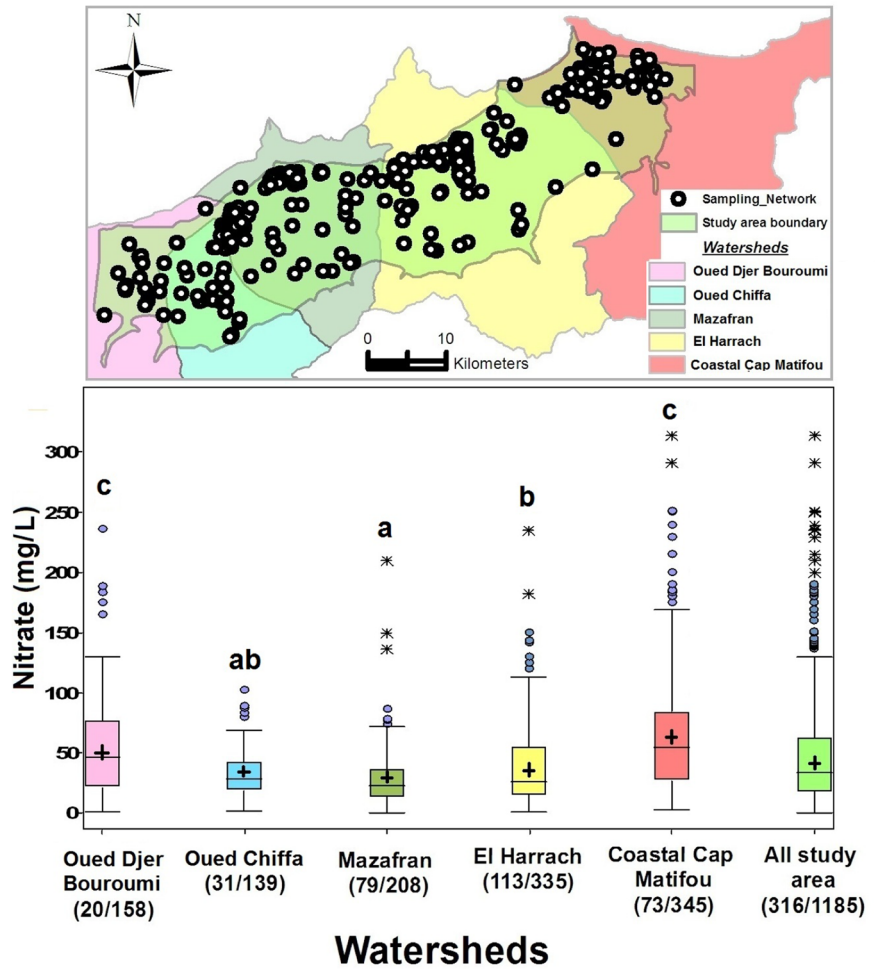 N
Sampling_Network
Study area boundary
Watersheds
Oued Djer Bouroumi
Oued Chiffa
Mazafran
El Harrach
Coastal Cap Matifou
0 10
Kilometers
Nitrate (mg/L)
300
250
200
150
100
50
0
c
ab
a
b
c
Oued Djer
Bouroumi
(20/158)
Oued Chiffa
(31/139)
Mazafran
(79/208)
El Harrach
(113/335)
Coastal Cap
Matifou
(73/345)
All study
area
(316/1185)
Watersheds